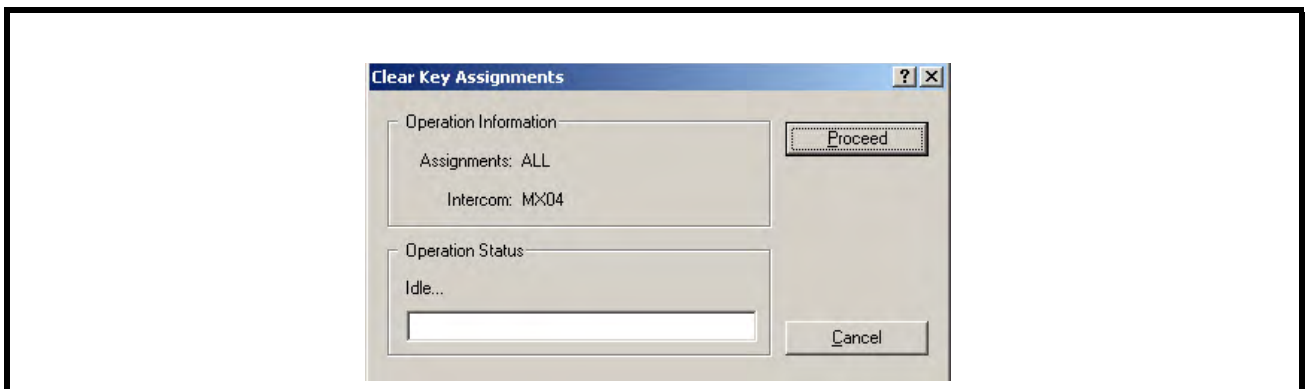 Clear Key Assignments
Operation Information
Assignments: ALL
Intercom: MX04
Proceed
Operation Status
Idle...
Cancel